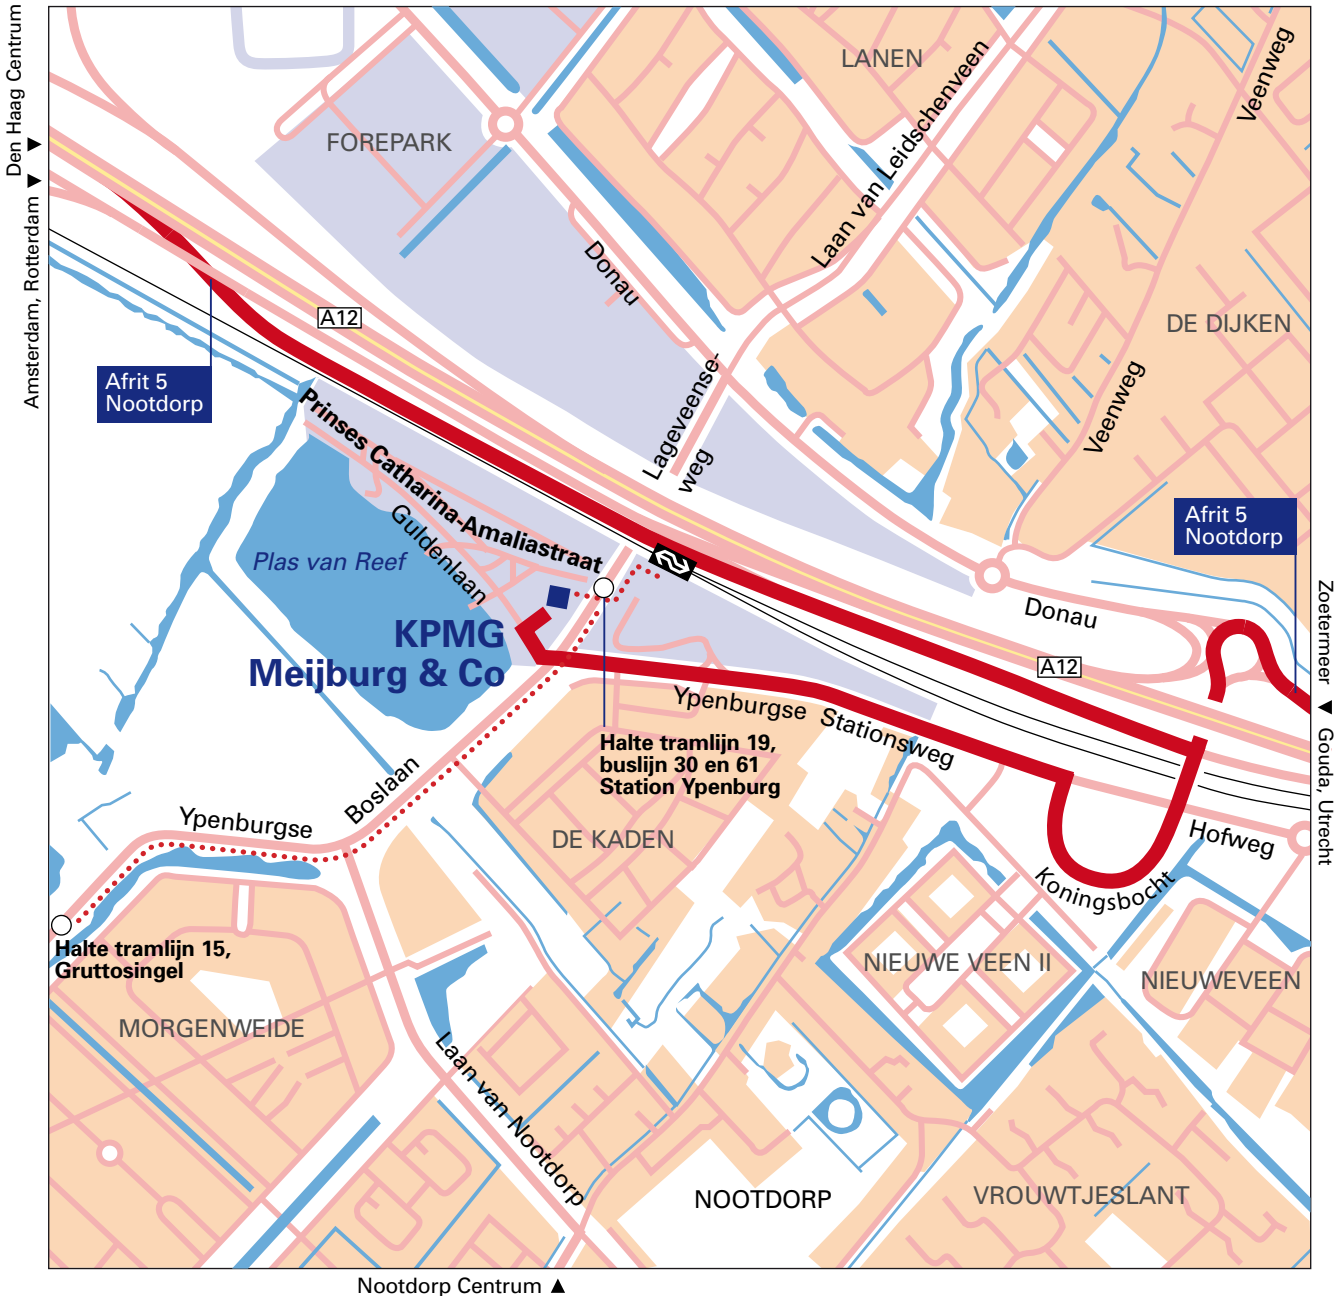 Den Haag Centrum ▼
Amsterdam, Rotterdam ▼
LANEN
FOREPARK
Laan van Leidschenveen
Veenweg
Donau
A12
DE DIJKEN
Afrit 5
Nootdorp
Lageveense-
weg
Veenweg
Prinses Catharina-Amaliastraat
Guldenlaan
Plas van Reef
Afrit 5
Nootdorp
KPMG
Meijburg & Co
Donau
A12
Zoetermeer ▼
Gouda, Utrecht
Ypenburgse Stationsweg
Halte tramlijn 19,
buslijn 30 en 61
Station Ypenburg
Ypenburgse Boslaan
DE KADEN
Hofweg
Koningsbocht
Halte tramlijn 15,
Gruttosingel
NIEUWE VEEN II
NIEUWEVEEN
MORGENWEIDE
Laan van Nootdorp
NOOTDORP
VROUWTJESLANT
Nootdorp Centrum ▲